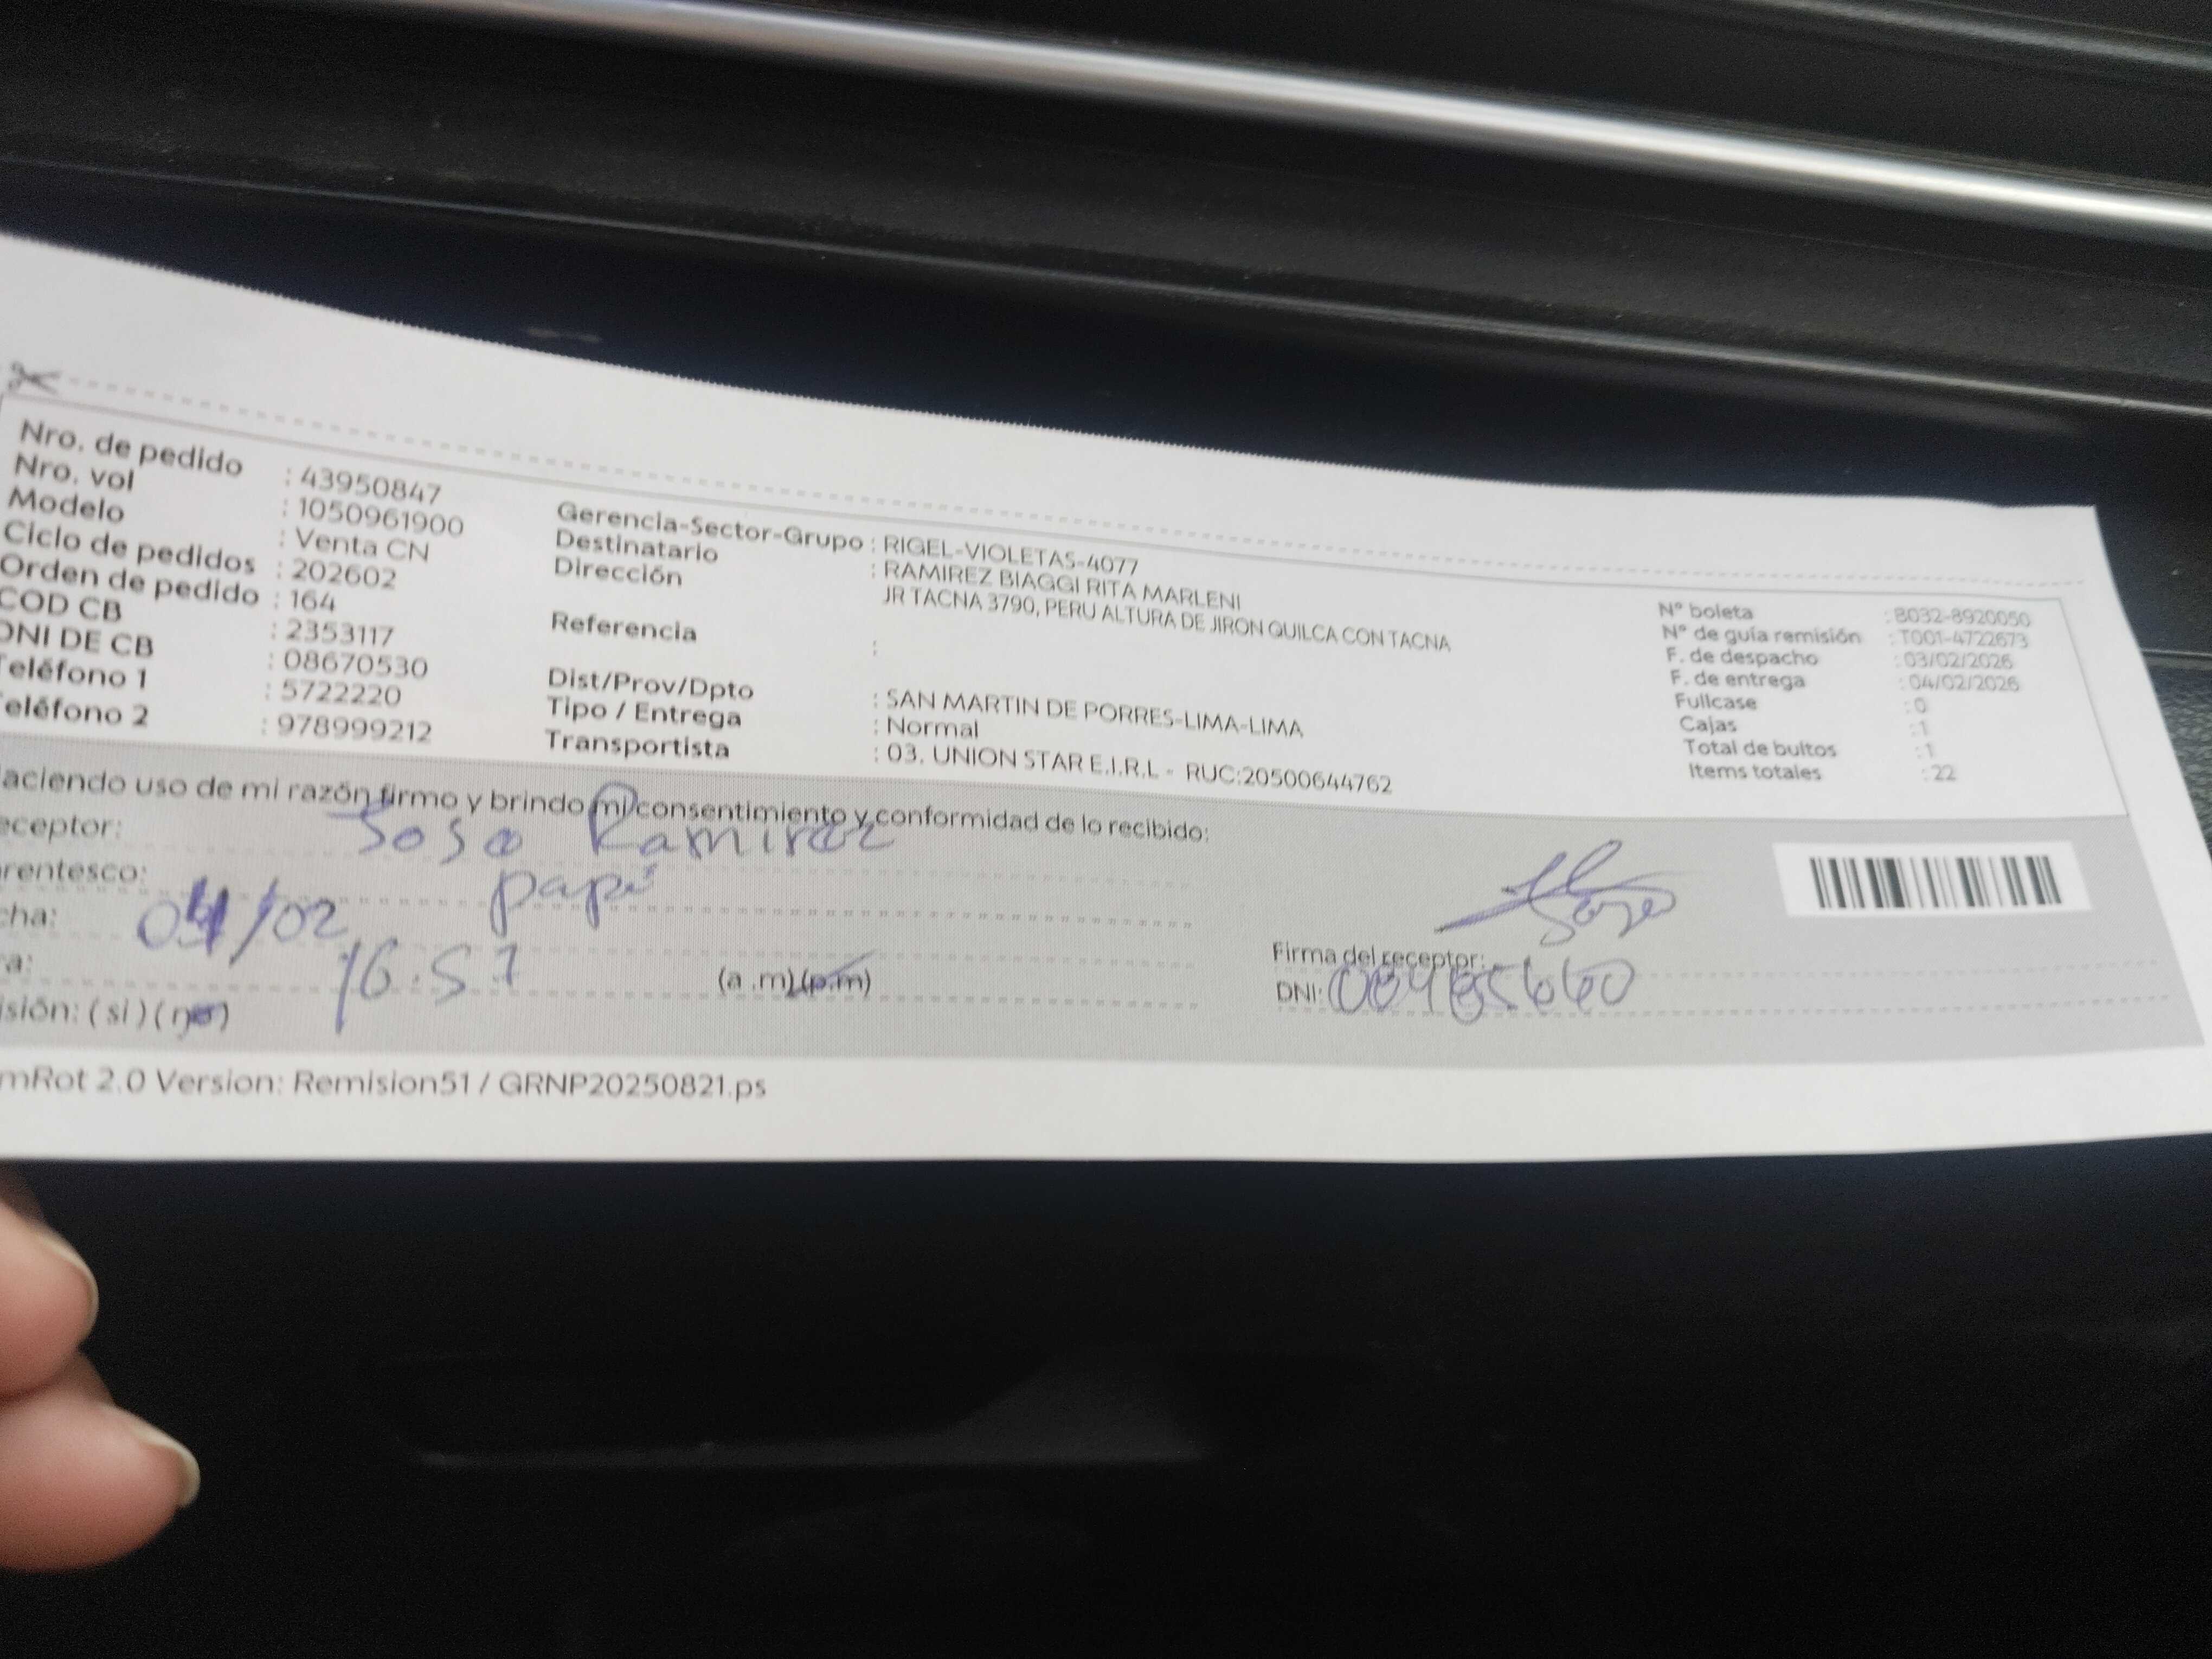 Nro. de pedido : 43950847
Nro. vol : 1050961900
Modelo : Venta CN
Ciclo de pedidos : 202602
Orden de pedido : 164
COD CB : 2353117
DNI DE CB : 08670530
Teléfono 1 : 5722220
eléfono 2 : 978999212
Gerencia-Sector-Grupo : RIGEL-VIOLETAS-4077
Destinatario : RAMIREZ BIAGGI RITA MARLENI
Dirección JR TACNA 3790, PERU ALTURA DE JIRON QUILCA CON TACNA
Referencia :
Dist/Prov/Dpto : SAN MARTIN DE PORRES-LIMA-LIMA
Tipo / Entrega : Normal
Transportista : 03. UNION STAR E.I.R.L - RUC:20500644762
N° boleta : B032-8920050
N° de guía remisión : T001-4722673
F. de despacho : 03/02/2026
F. de entrega : 04/02/2026
Fullcase : 0
Cajas : 1
Total de bultos : 1
Items totales : 22
aciendo uso de mi razón firmo y brindo mi consentimiento y conformidad de lo recibido:
eceptor: Ramirez
rentesco: papá
cha: 04/02
a: 16:57 (a .m)(p.m)
isión: ( si ) ( no )
Firma del receptor:
DNI:
mRot 2.0 Version: Remision51 / GRNP20250821.ps